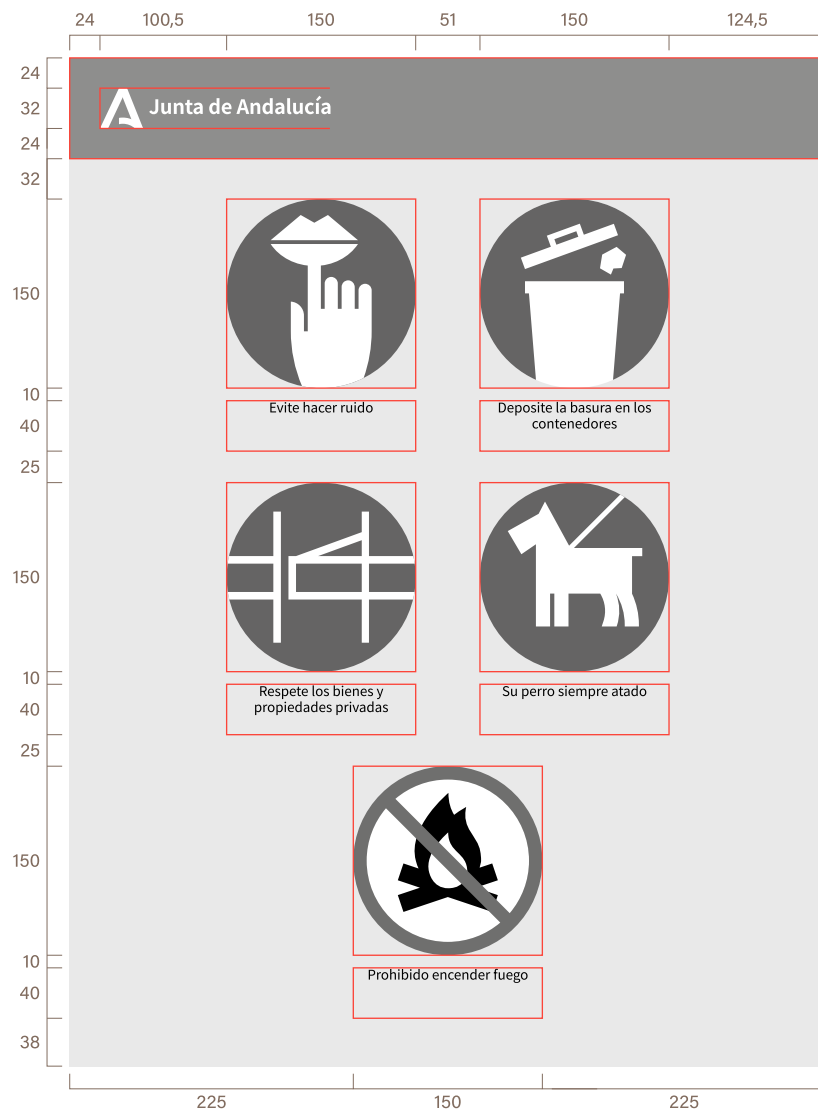 24 100,5 150 51 150 124,5
24
32
24
32
150
10
40
25
150
10
40
25
150
10
40
38
Junta de Andalucía
Evite hacer ruido
Deposite la basura en los
contenedores
Respete los bienes y
propiedades privadas
Su perro siempre atado
Prohibido encender fuego
225 150 225